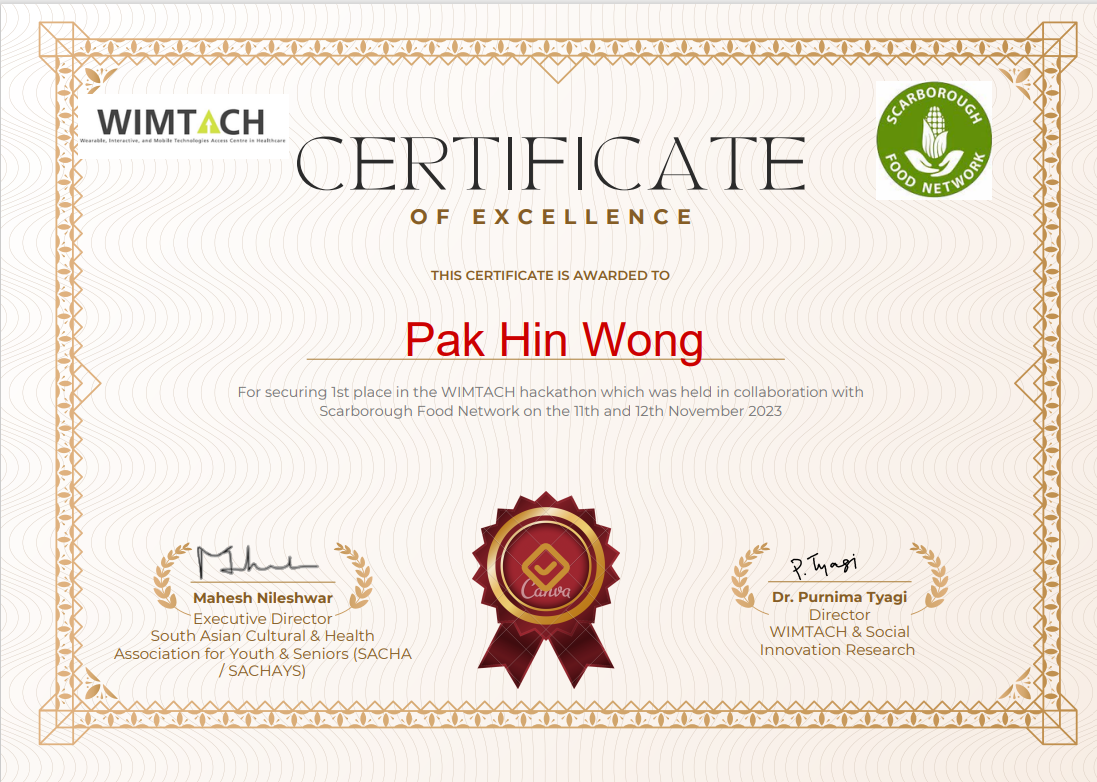 WIMTACH
Wearable, Interactive, and Mobile Technologies Access Centre in Healthcare
SCARBOROUGH
FOOD NETWORK
CERTIFICATE
OF EXCELLENCE
THIS CERTIFICATE IS AWARDED TO
Pak Hin Wong
For securing 1st place in the WIMTACH hackathon which was held in collaboration with
Scarborough Food Network on the 11th and 12th November 2023
Canva
Mahesh Nileshwar
Executive Director
South Asian Cultural & Health
Association for Youth & Seniors (SACHA
/ SACHAYS)
P. Tyagi
Dr. Purnima Tyagi
Director
WIMTACH & Social
Innovation Research